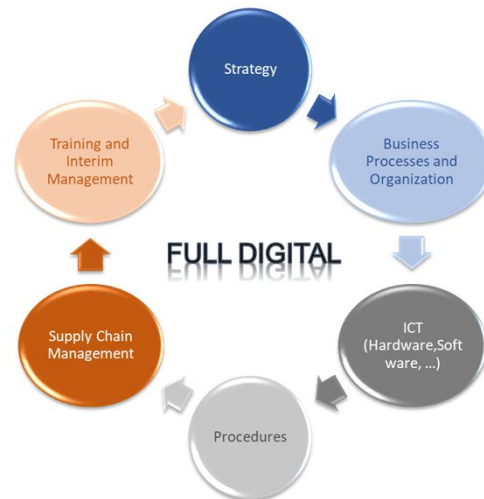 Strategy
Business
Processes and
Organization
ICT
(Hardware,Soft
ware, ...)
Procedures
Supply Chain
Management
Training and
Interim
Management
FULL DIGITAL